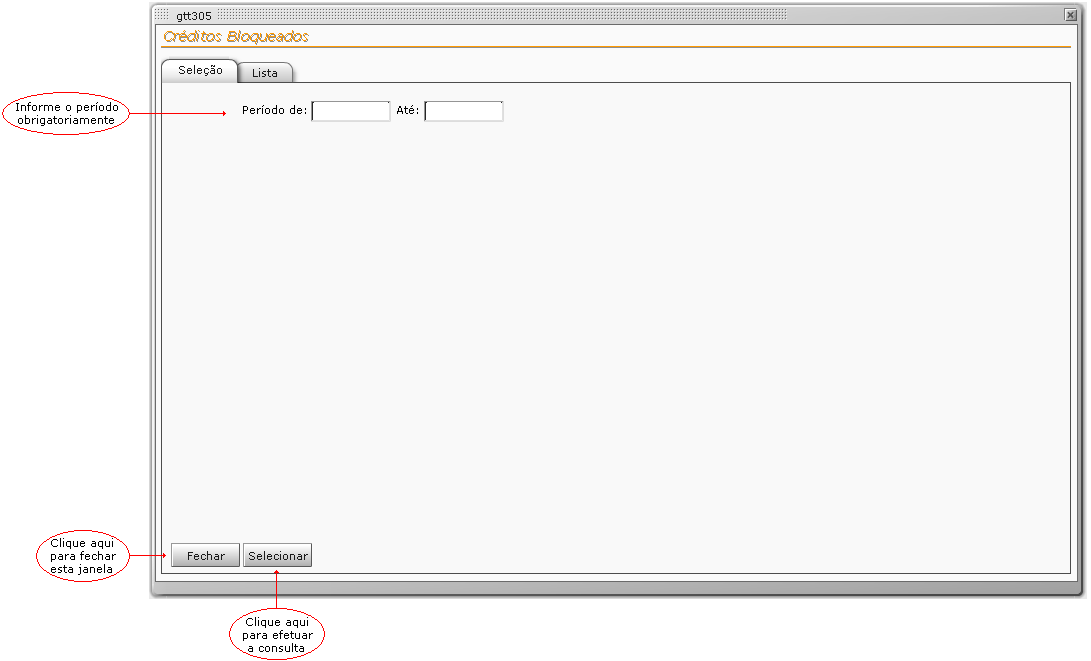 gtt305
Créditos Bloqueados
Seleção
Lista
Informe o período
obrigatoriamente
Período de:
Até:
Clique aqui
para fechar
esta janela
Fechar
Selecionar
Clique aqui
para efetuar
a consulta